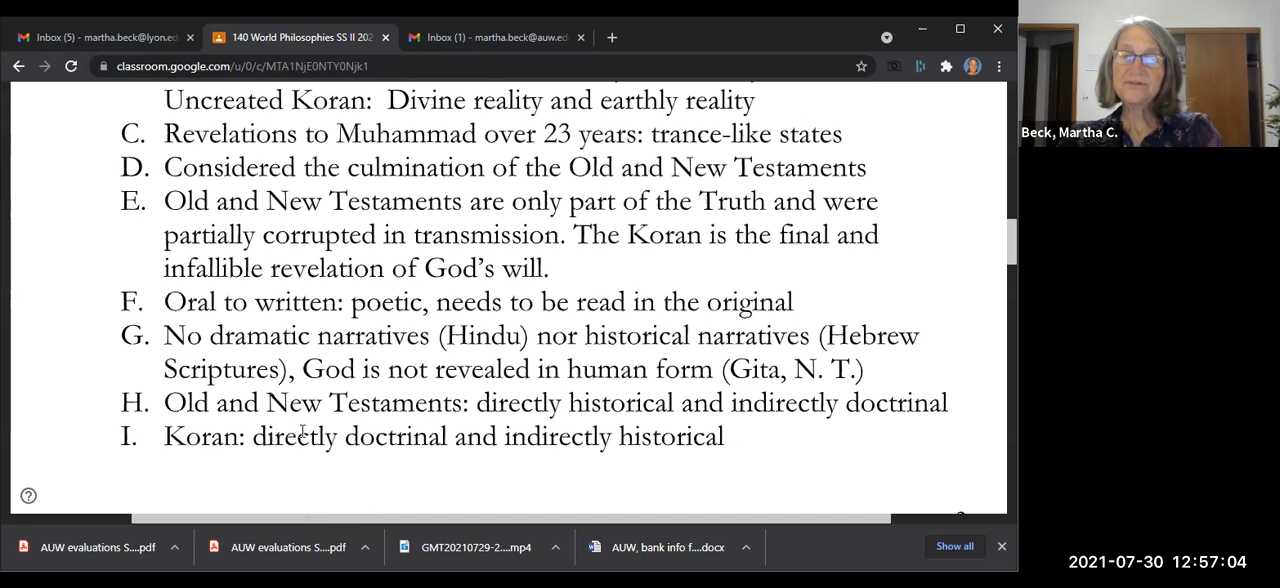 Inbox (5) - martha.beck@lyon.ed
140 World Philosophies SS II 202
Inbox (1) - martha.beck@auw.ed
classroom.google.com/u/0/c/MTA1NjE0NTY0Njk1
Uncreated Koran: Divine reality and earthly reality
C. Revelations to Muhammad over 23 years: trance-like states
D. Considered the culmination of the Old and New Testaments
E. Old and New Testaments are only part of the Truth and were
partially corrupted in transmission. The Koran is the final and
infallible revelation of God's will.
F. Oral to written: poetic, needs to be read in the original
G. No dramatic narratives (Hindu) nor historical narratives (Hebrew
Scriptures), God is not revealed in human form (Gita, N. T.)
H. Old and New Testaments: directly historical and indirectly doctrinal
I. Koran: directly doctrinal and indirectly historical
Beck, Martha C.
AUW evaluations S....pdf
AUW evaluations S....pdf
GMT20210729-2....mp4
AUW, bank info f....docx
Show all
2021-07-30 12:57:04